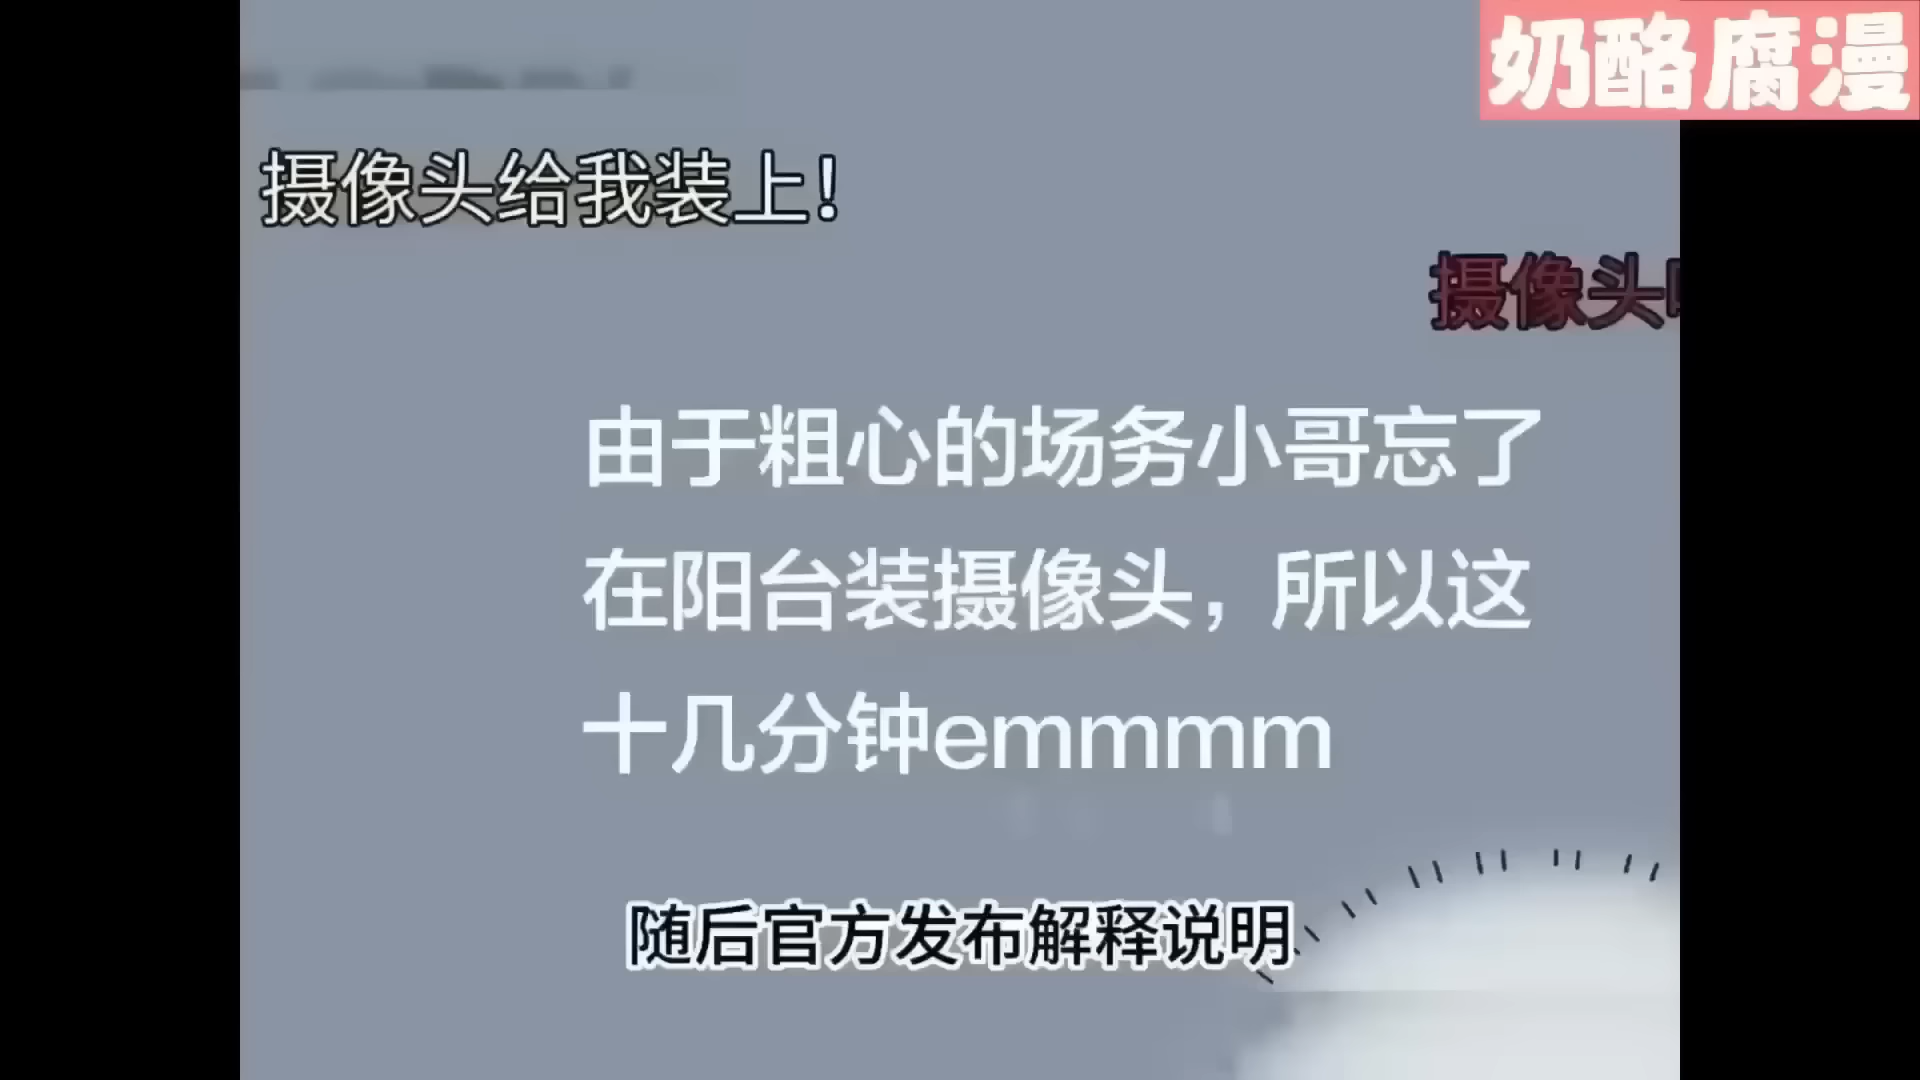 奶酪腐漫
摄像头给我装上！
摄像头
由于粗心的场务小哥忘了
在阳台装摄像头，所以这
十几分钟emmmm
随后官方发布解释说明